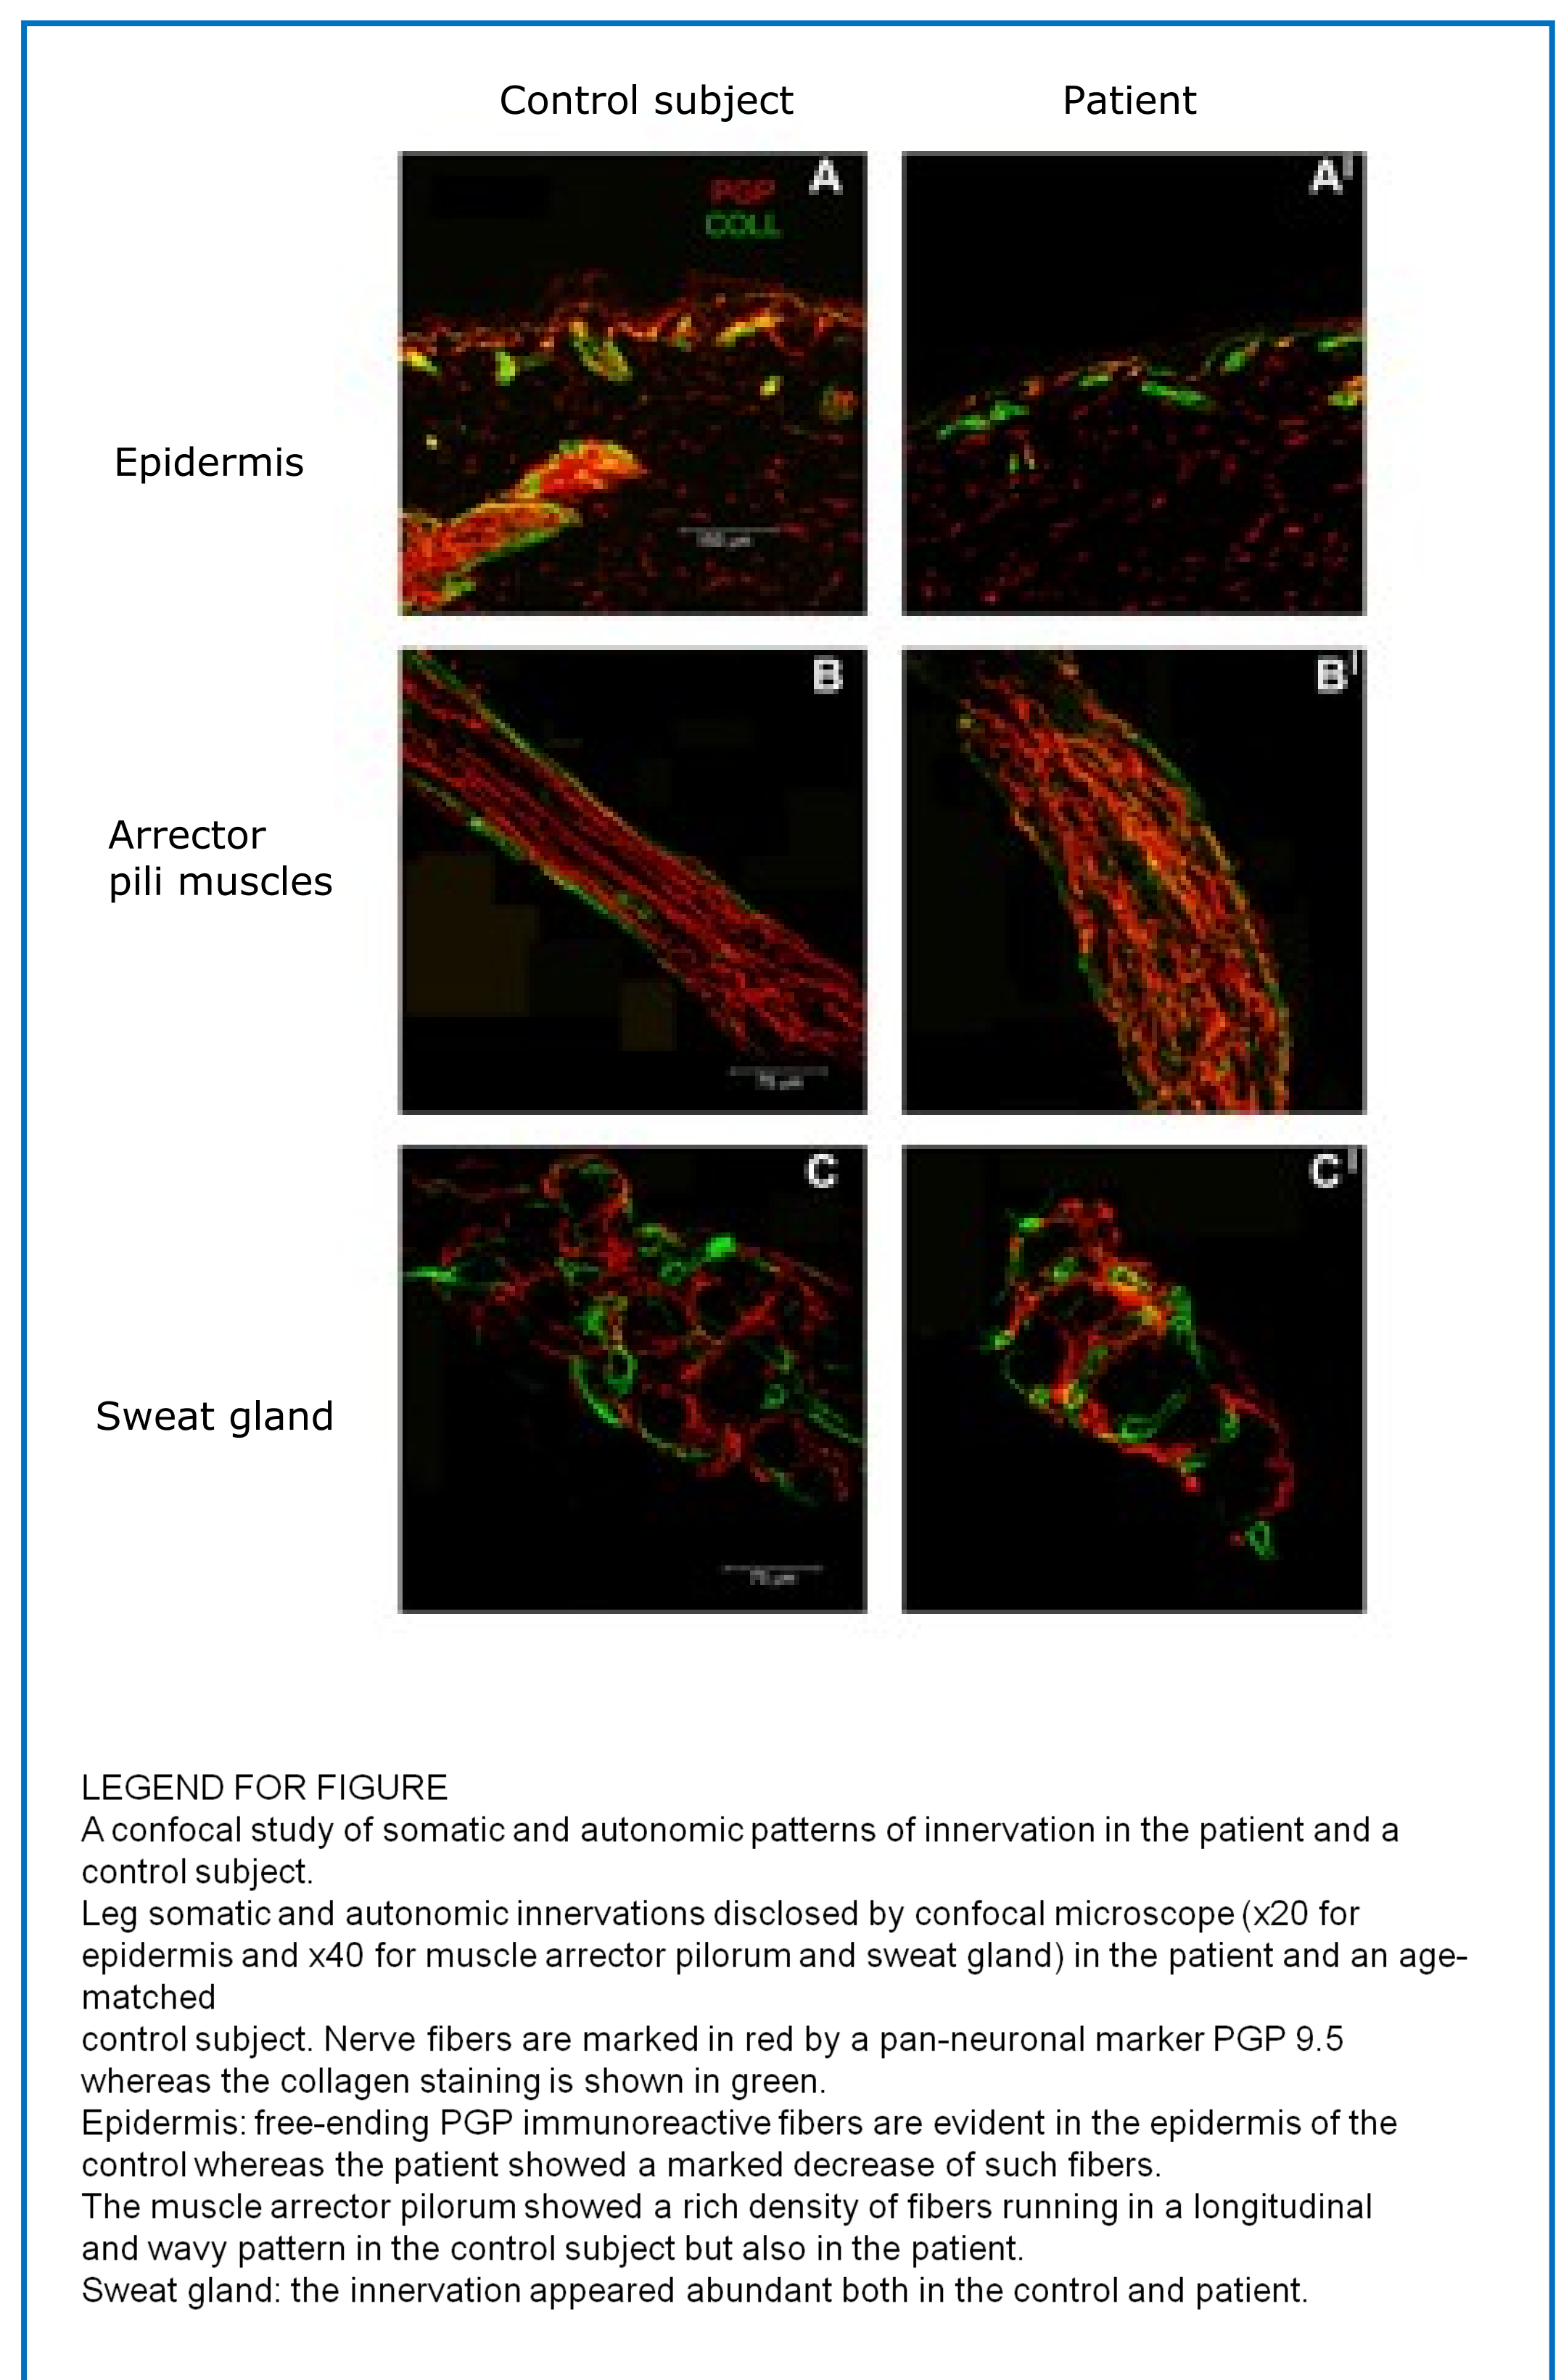 Control subject
Patient
A
PGP
COLL
A'
Epidermis
B
B'
Arrector
pili muscles
75 µm
C
C'
Sweat gland
75 µm
LEGEND FOR FIGURE
A confocal study of somatic and autonomic patterns of innervation in the patient and a
control subject.
Leg somatic and autonomic innervations disclosed by confocal microscope (x20 for
epidermis and x40 for muscle arrector pilorum and sweat gland) in the patient and an age-
matched
control subject. Nerve fibers are marked in red by a pan-neuronal marker PGP 9.5
whereas the collagen staining is shown in green.
Epidermis: free-ending PGP immunoreactive fibers are evident in the epidermis of the
control whereas the patient showed a marked decrease of such fibers.
The muscle arrector pilorum showed a rich density of fibers running in a longitudinal
and wavy pattern in the control subject but also in the patient.
Sweat gland: the innervation appeared abundant both in the control and patient.